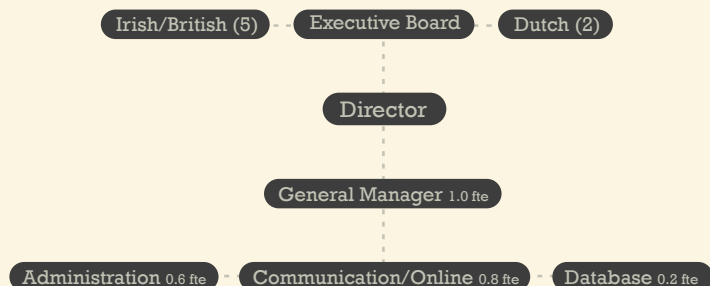 Irish/British (5) Executive Board Dutch (2)
Director
General Manager 1.0 fte
Administration 0.6 fte Communication/Online 0.8 fte Database 0.2 fte